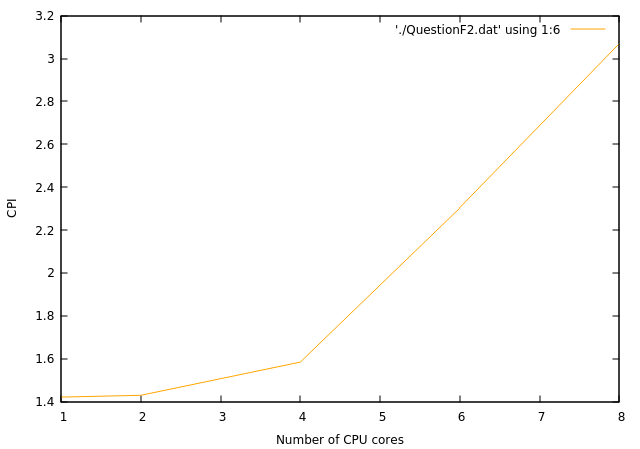 3.2
3
2.8
2.6
2.4
2.2
2
1.8
1.6
1.4
1 2 3 4 5 6 7 8
CPI
Number of CPU cores
'./QuestionF2.dat' using 1:6